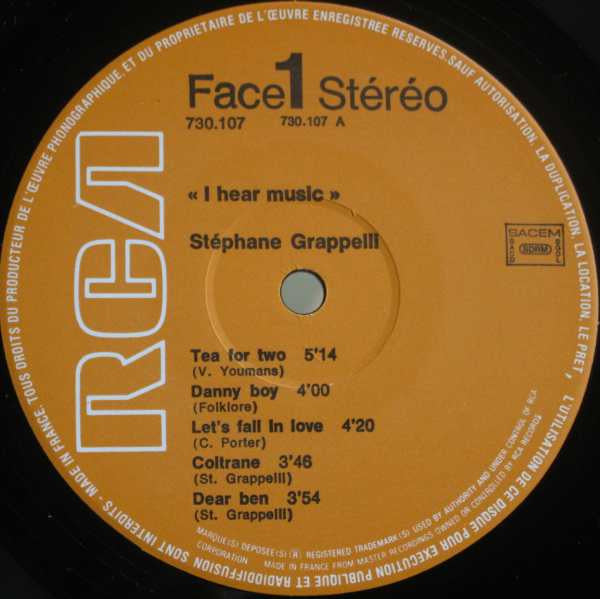 Face 1 Stéréo
730.107 730.107 A
« I hear music »
Stéphane Grappelli
RCA
SACEM
SACD SDRM SGDL
Tea for two 5'14
(V. Youmans)
Danny boy 4'00
(Folklore)
Let's fall in love 4'20
(C. Porter)
Coltrane 3'46
(St. Grappelli)
Dear ben 3'54
(St. Grappelli)
MARQUE(S) DEPOSEE(S) ® REGISTERED TRADEMARK(S) USED BY AUTHORITY AND UNDER CONTROL OF RCA
CORPORATION MADE IN FRANCE FROM MASTER RECORDINGS OWNED OR CONTROLLED BY RCA RECORDS
MADE IN FRANCE. TOUS DROITS DU PRODUCTEUR DE L'ŒUVRE PHONOGRAPHIQUE, ET DU PROPRIETAIRE DE L'ŒUVRE ENREGISTREE RESERVES. SAUF AUTORISATION, LA DUPLICATION, LA LOCATION, LE PRET, L'UTILISATION DE CE DISQUE POUR EXECUTION PUBLIQUE ET RADIODIFFUSION SONT INTERDITS -